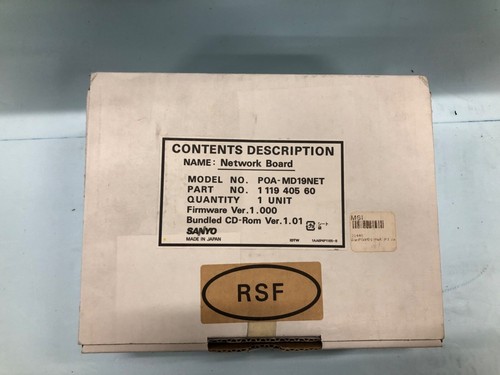 CONTENTS DESCRIPTION
NAME: Network Board
MODEL NO. POA-MD19NET
PART NO. 1 119 405 60
QUANTITY 1 UNIT
Firmware Ver.1.000
Bundled CD-Rom Ver.1.01
SANYO
MADE IN JAPAN
MSI
RSF